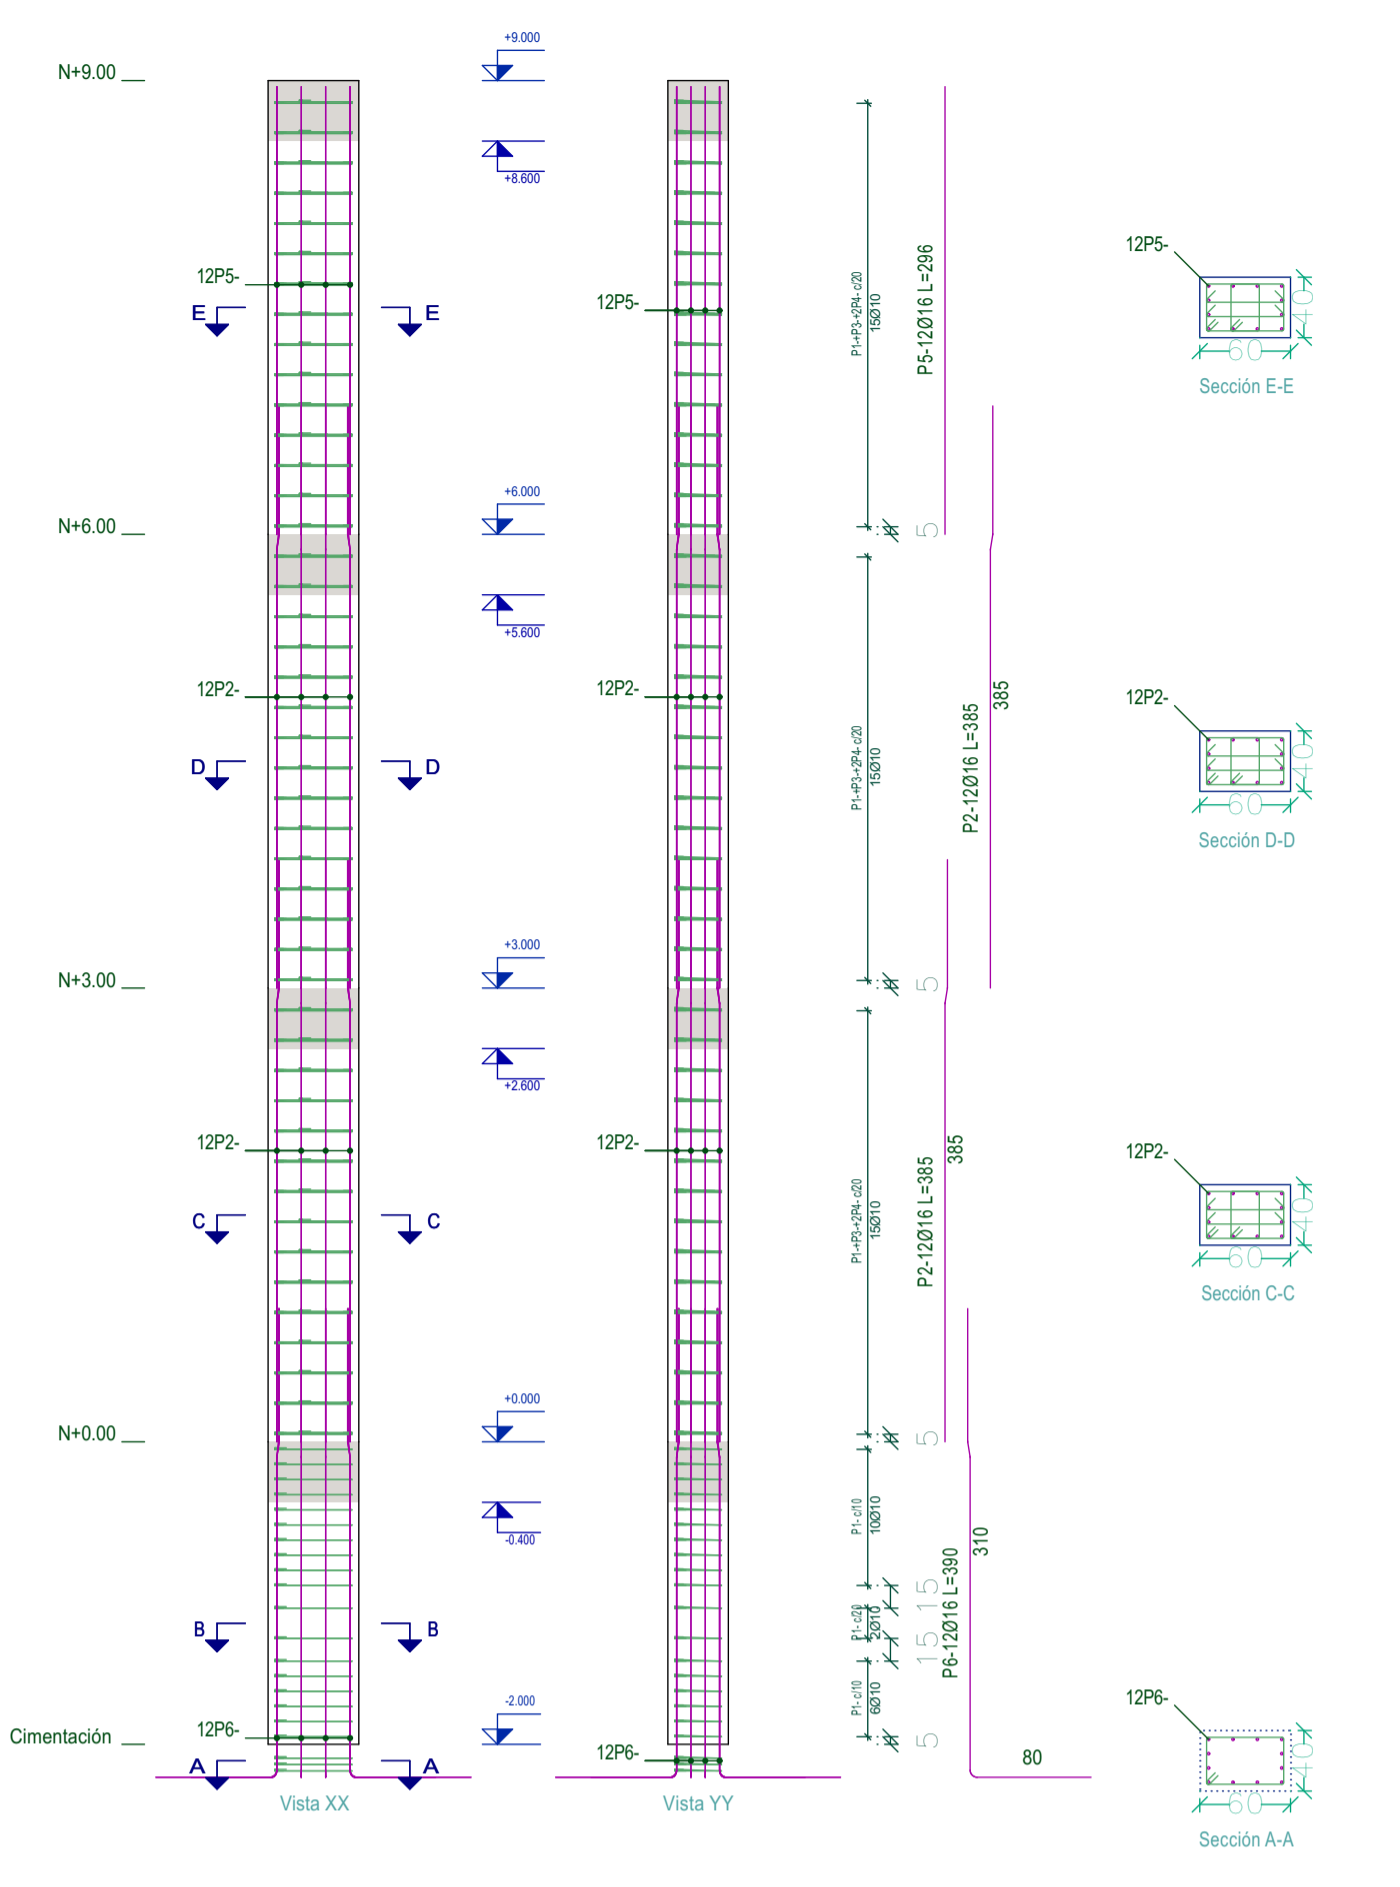 +9.000
N+9.00
+8.600
12P5-
12P5-
12P5-
E
E
P1-+P3-+2P4- c/20
15Ø10
P5-12Ø16 L=296
60
40
Sección E-E
+6.000
N+6.00
5
+5.600
12P2-
12P2-
12P2-
D
D
P1-+P3-+2P4- c/20
15Ø10
P2-12Ø16 L=385
385
60
40
Sección D-D
+3.000
N+3.00
5
+2.600
12P2-
12P2-
12P2-
C
C
P1-+P3-+2P4- c/20
15Ø10
P2-12Ø16 L=385
385
60
40
Sección C-C
+0.000
N+0.00
5
-0.400
P1- c/10
10Ø10
15
P1- c/20
2Ø10
15
P6-12Ø16 L=390
310
B
B
P1- c/10
6Ø10
-2.000
Cimentación
12P6-
12P6-
12P6-
5
A
A
80
60
40
Vista XX
Vista YY
Sección A-A